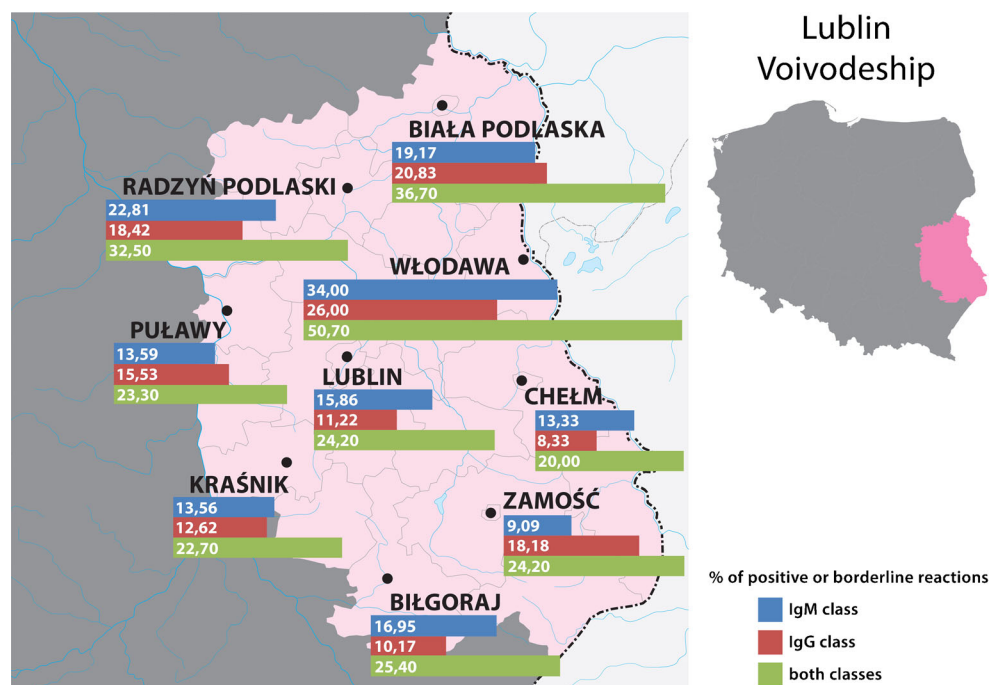 Lublin
Voivodeship
BIAŁA PODLASKA
19,17
20,83
36,70
RADZYŃ PODLASKI
22,81
18,42
32,50
WŁODAWA
34,00
26,00
50,70
PUŁAWY
13,59
15,53
23,30
LUBLIN
15,86
11,22
24,20
CHEŁM
13,33
8,33
20,00
KRAŚNIK
13,56
12,62
22,70
ZAMOŚĆ
9,09
18,18
24,20
BIŁGORAJ
16,95
10,17
25,40
% of positive or borderline reactions
IgM class
IgG class
both classes